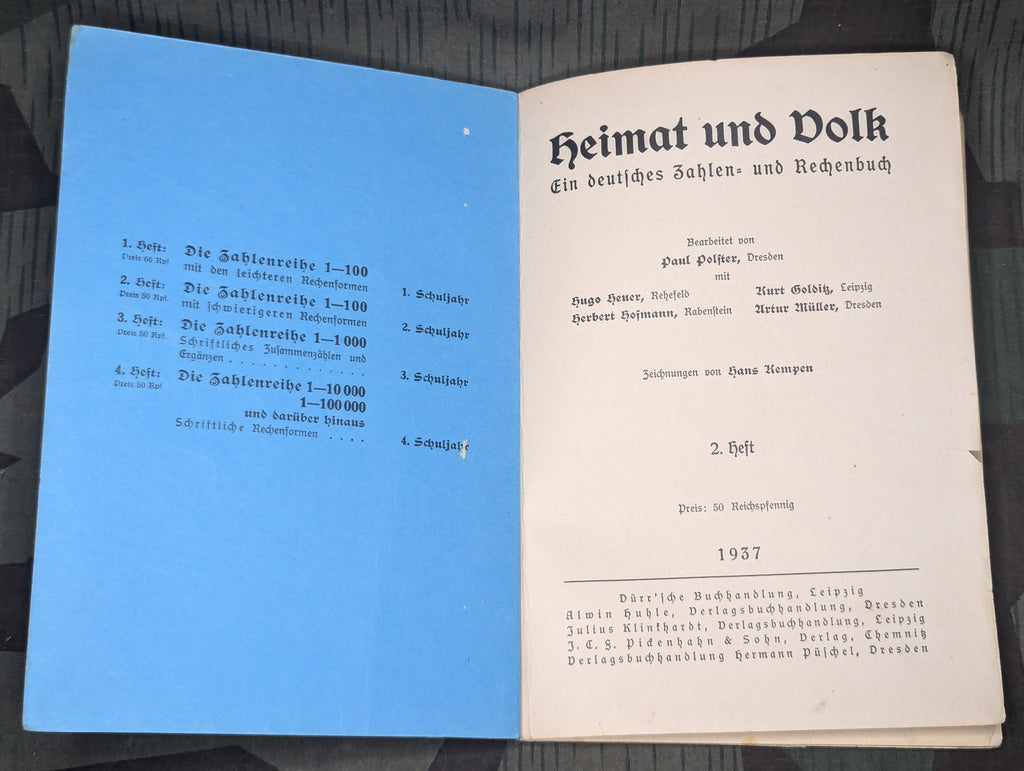 1. Heft: Die Zahlenreihe 1—100
Preis 60 Rpf. mit den leichteren Rechenformen 1. Schuljahr
2. Heft: Die Zahlenreihe 1—100
Preis 50 Rpf. mit schwierigeren Rechenformen 2. Schuljahr
3. Heft: Die Zahlenreihe 1—1 000
Preis 50 Rpf. Schriftliches Zusammenzählen und
Ergänzen . . . . . . . . . . . . . 3. Schuljahr
4. Heft: Die Zahlenreihe 1—10 000
Preis 50 Rpf 1—100 000
und darüber hinaus
Schriftliche Rechenformen . . . . 4. Schuljahr
Heimat und Volk
Ein deutsches Zahlen- und Rechenbuch
Bearbeitet von
Paul Polster, Dresden
mit
Hugo Heuer, Rehefeld Kurt Golditz, Leipzig
Herbert Hofmann, Rabenstein Artur Müller, Dresden
Zeichnungen von Hans Kempen
2. Heft
Preis: 50 Reichspfennig
1937
Dürr'sche Buchhandlung, Leipzig
Alwin Huhle, Verlagsbuchhandlung, Dresden
Julius Klinkhardt, Verlagsbuchhandlung, Leipzig
J. C. F. Pickenhahn & Sohn, Verlag, Chemnitz
Verlagsbuchhandlung Hermann Püschel, Dresden